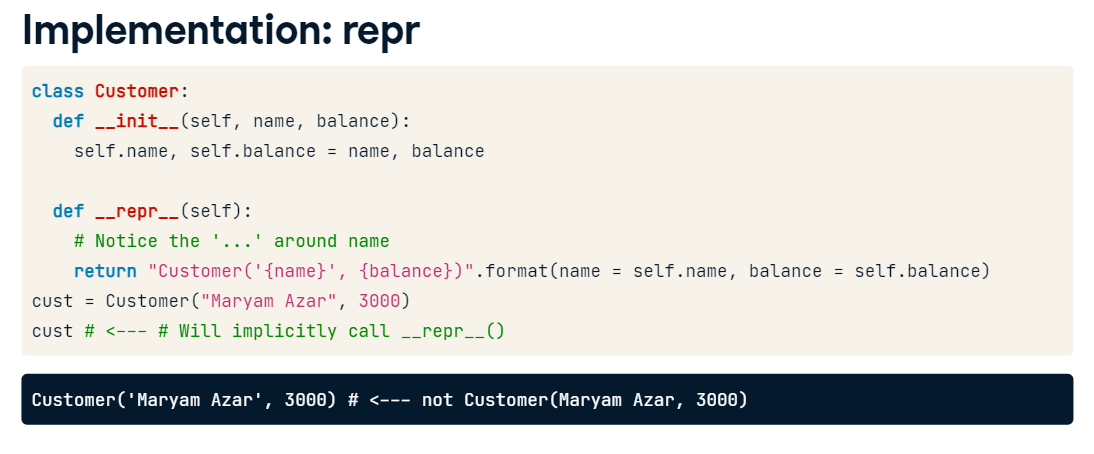 Implementation: repr
class Customer:
  def __init__(self, name, balance):
    self.name, self.balance = name, balance
  def __repr__(self):
    # Notice the '...' around name
    return "Customer('{name}', {balance})".format(name = self.name, balance = self.balance)
cust = Customer("Maryam Azar", 3000)
cust # <--- # Will implicitly call __repr__()
Customer('Maryam Azar', 3000) # <--- not Customer(Maryam Azar, 3000)